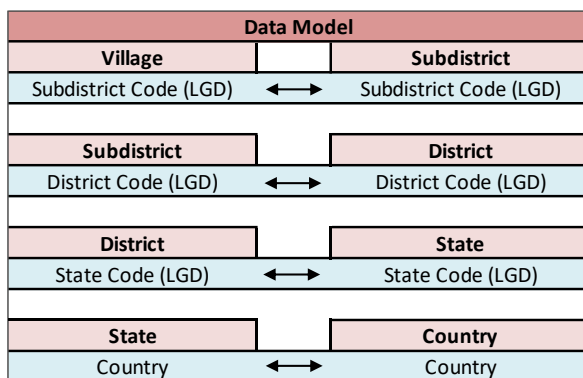 Data Model
Village Subdistrict
Subdistrict Code (LGD) Subdistrict Code (LGD)
Subdistrict District
District Code (LGD) District Code (LGD)
District State
State Code (LGD) State Code (LGD)
State Country
Country Country